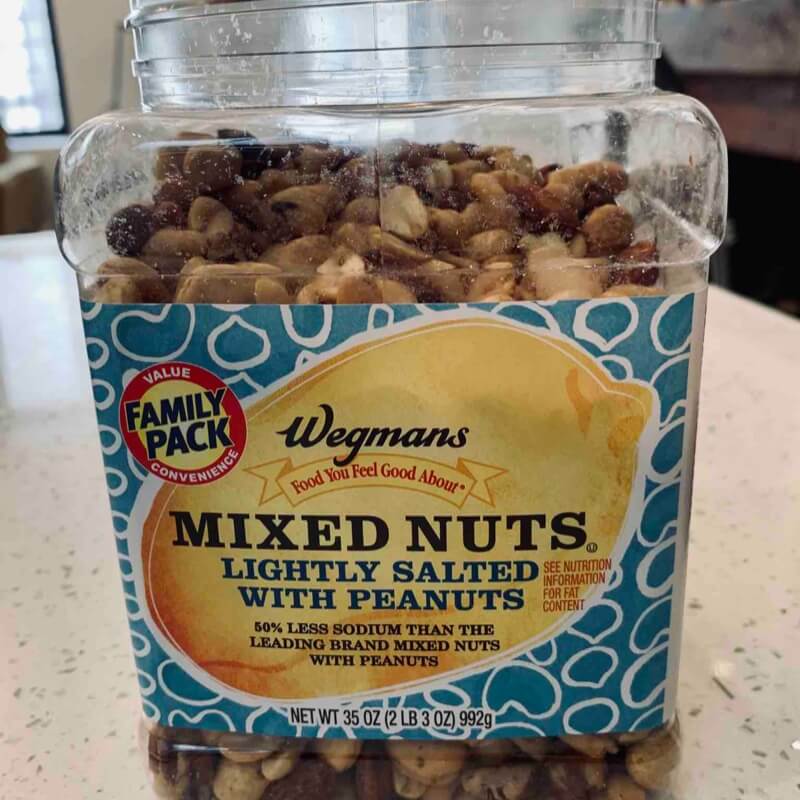 VALUE
FAMILY
PACK
CONVENIENCE
Wegmans
Food You Feel Good About
MIXED NUTS
LIGHTLY SALTED
WITH PEANUTS
SEE NUTRITION
INFORMATION
FOR FAT
CONTENT
50% LESS SODIUM THAN THE
LEADING BRAND MIXED NUTS
WITH PEANUTS
NET WT 35 OZ (2 LB 3 OZ) 992g